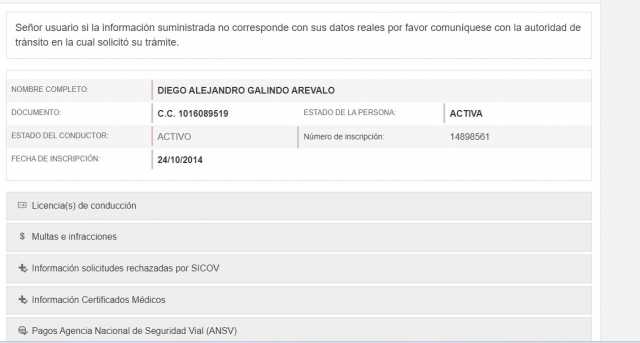 Señor usuario si la información suministrada no corresponde con sus datos reales por favor comuníquese con la autoridad de
tránsito en la cual solicitó su trámite.
NOMBRE COMPLETO: DIEGO ALEJANDRO GALINDO AREVALO
DOCUMENTO: C.C. 1016089519 ESTADO DE LA PERSONA: ACTIVA
ESTADO DEL CONDUCTOR: ACTIVO Número de inscripción: 14898561
FECHA DE INSCRIPCIÓN: 24/10/2014
Licencia(s) de conducción
$ Multas e infracciones
Información solicitudes rechazadas por SICOV
Información Certificados Médicos
Pagos Agencia Nacional de Seguridad Vial (ANSV)